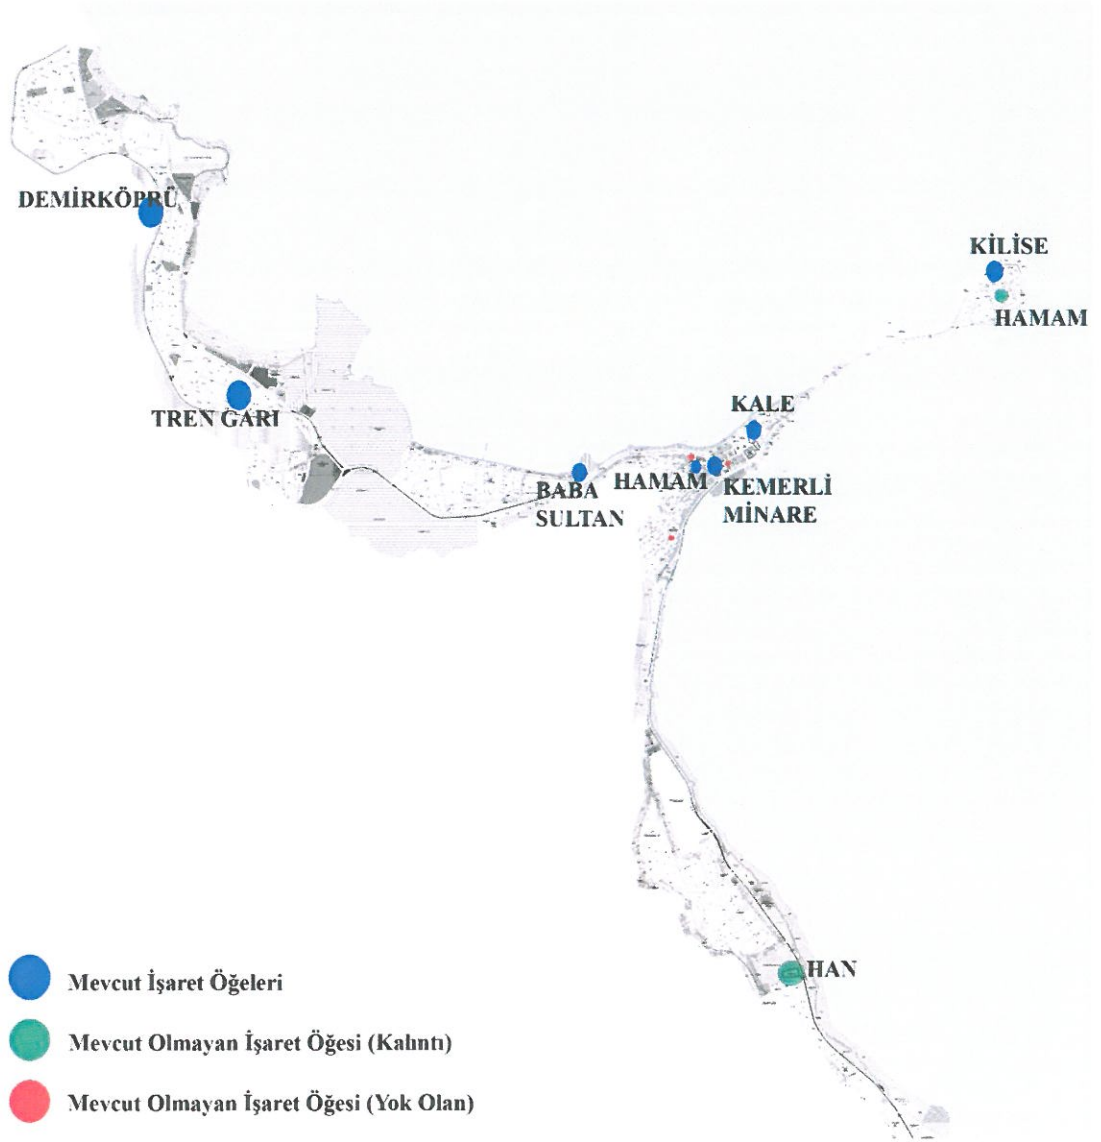 DEMİRKÖPRÜ
KİLİSE
HAMAM
KALE
TREN GARI
HAMAM
KEMERLİ
MİNARE
BABA
SULTAN
HAN
Mevcut İşaret Öğeleri
Mevcut Olmayan İşaret Öğesi (Kalıntı)
Mevcut Olmayan İşaret Öğesi (Yok Olan)